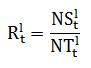 R_t^l = NS_t^l / NT_t^l